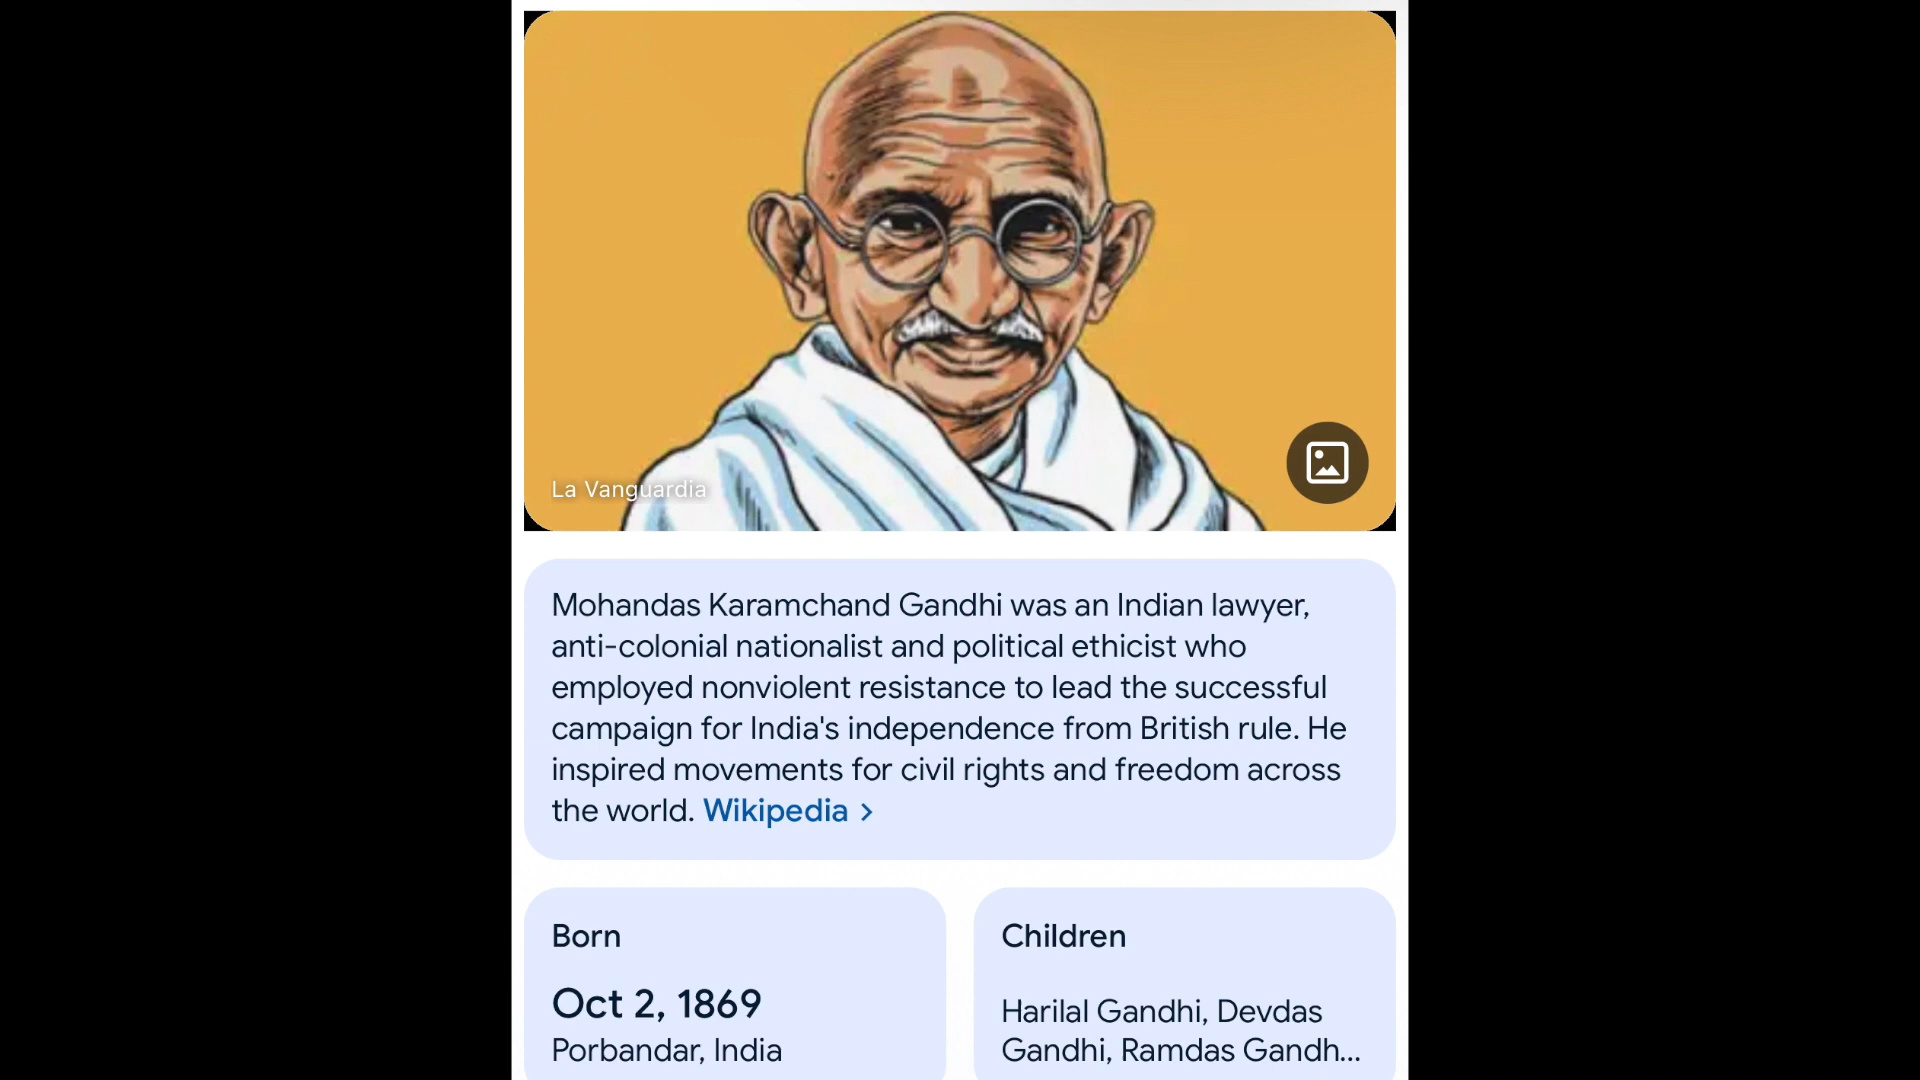 La Vanguardia
Mohandas Karamchand Gandhi was an Indian lawyer,
anti-colonial nationalist and political ethicist who
employed nonviolent resistance to lead the successful
campaign for India's independence from British rule. He
inspired movements for civil rights and freedom across
the world. Wikipedia >
Born
Oct 2, 1869
Porbandar, India
Children
Harilal Gandhi, Devdas
Gandhi, Ramdas Gandh...